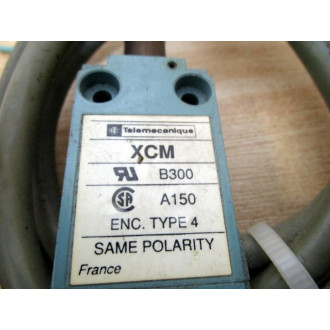 Telemecanique
XCM
B300
A150
ENC. TYPE 4
SAME POLARITY
France